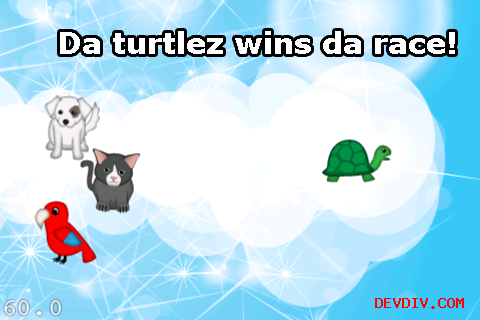 Da turtlez wins da race!
60.0
DEVDIV.COM